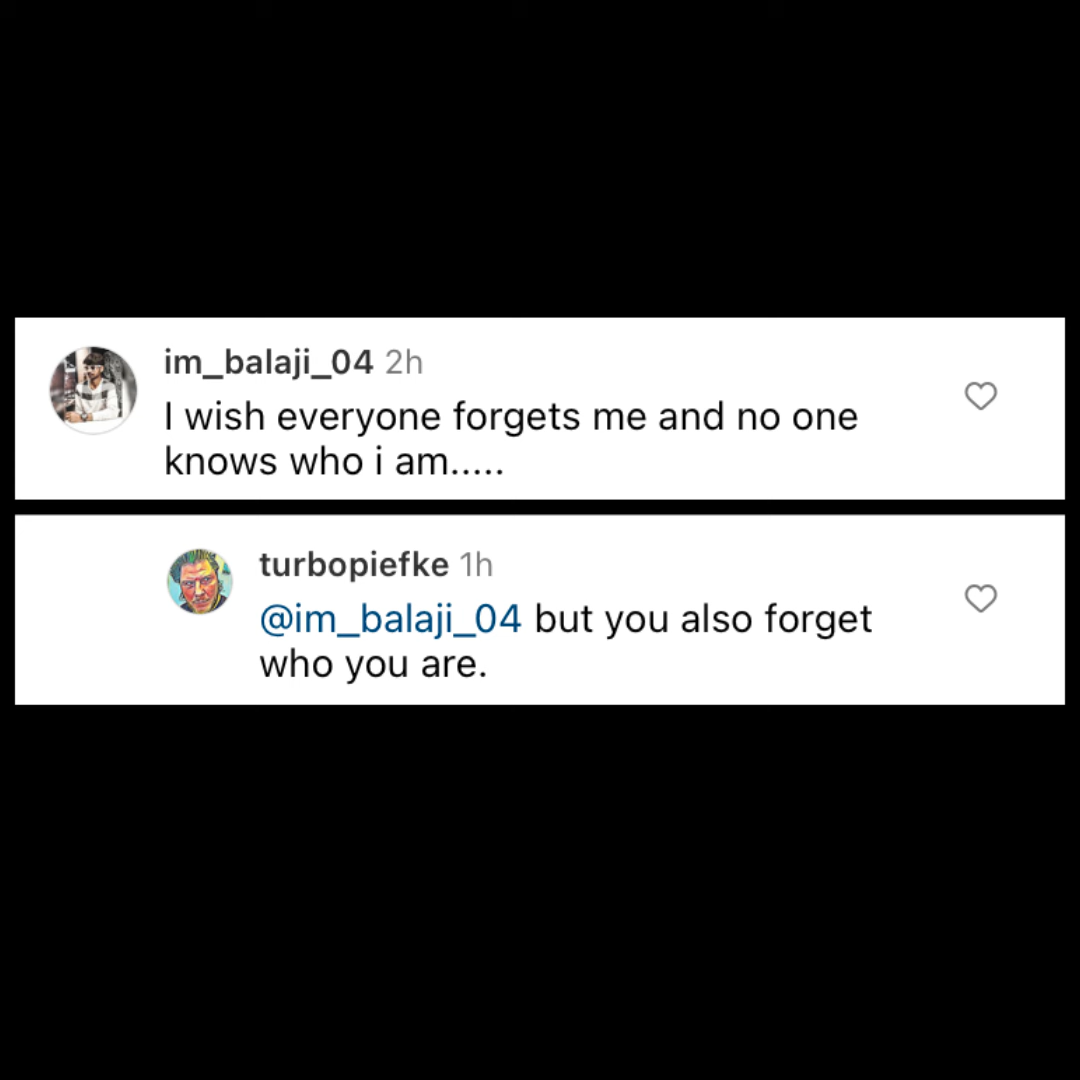 im_balaji_04 2h
I wish everyone forgets me and no one
knows who i am.....
turbopiefke 1h
@im_balaji_04 but you also forget
who you are.